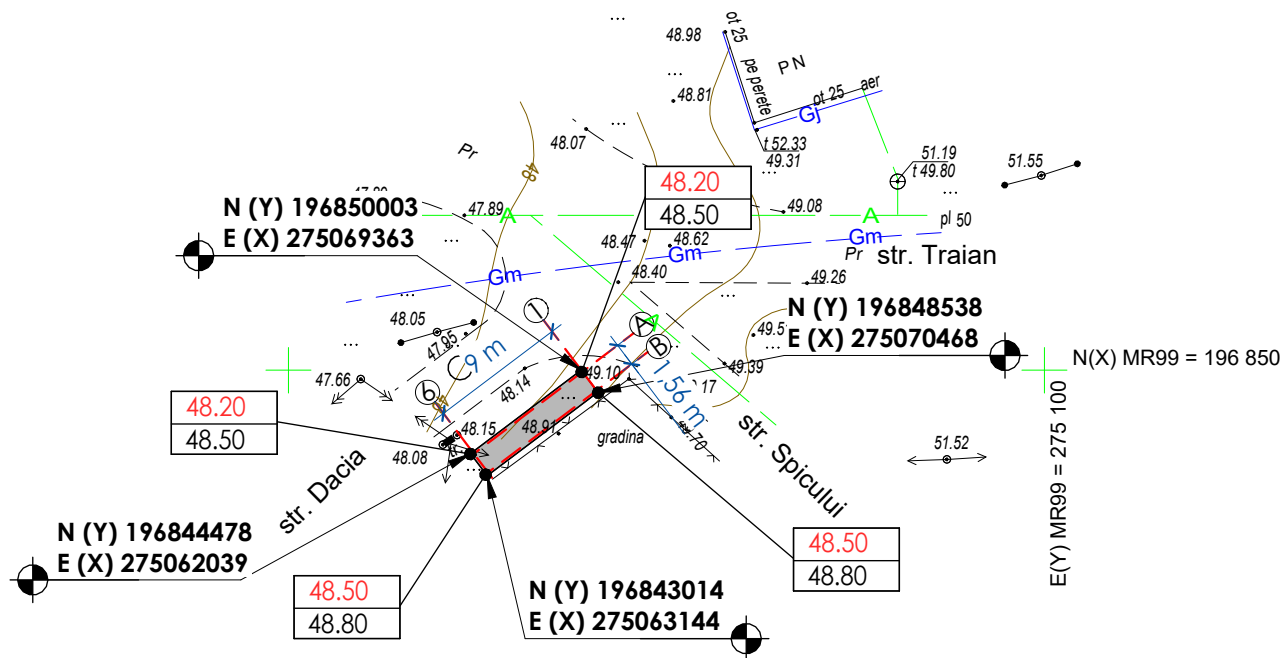 48.98
ot 25
pe perete
P N
48.81
ot 25 aer
Gj
48.07
t 52.33
49.31
51.19
t 49.80
51.55
Pr
48
48.20
48.50
N (Y) 196850003
E (X) 275069363
47.89
A
49.08
A
pl 50
48.47
48.62
Gm
Gm
Gm
Pr
str. Traian
48.40
49.26
N (Y) 196848538
E (X) 275070468
48.05
47.95
1
A
A
B
9 m
49.10
49.39
N(X) MR99 = 196 850
47.66
6
48.14
1,56 m
48.20
48.50
48.15
48.91
gradina
48.08
str. Dacia
str. Spicului
51.52
E(Y) MR99 = 275 100
N (Y) 196844478
E (X) 275062039
48.50
48.80
48.50
48.80
N (Y) 196843014
E (X) 275063144